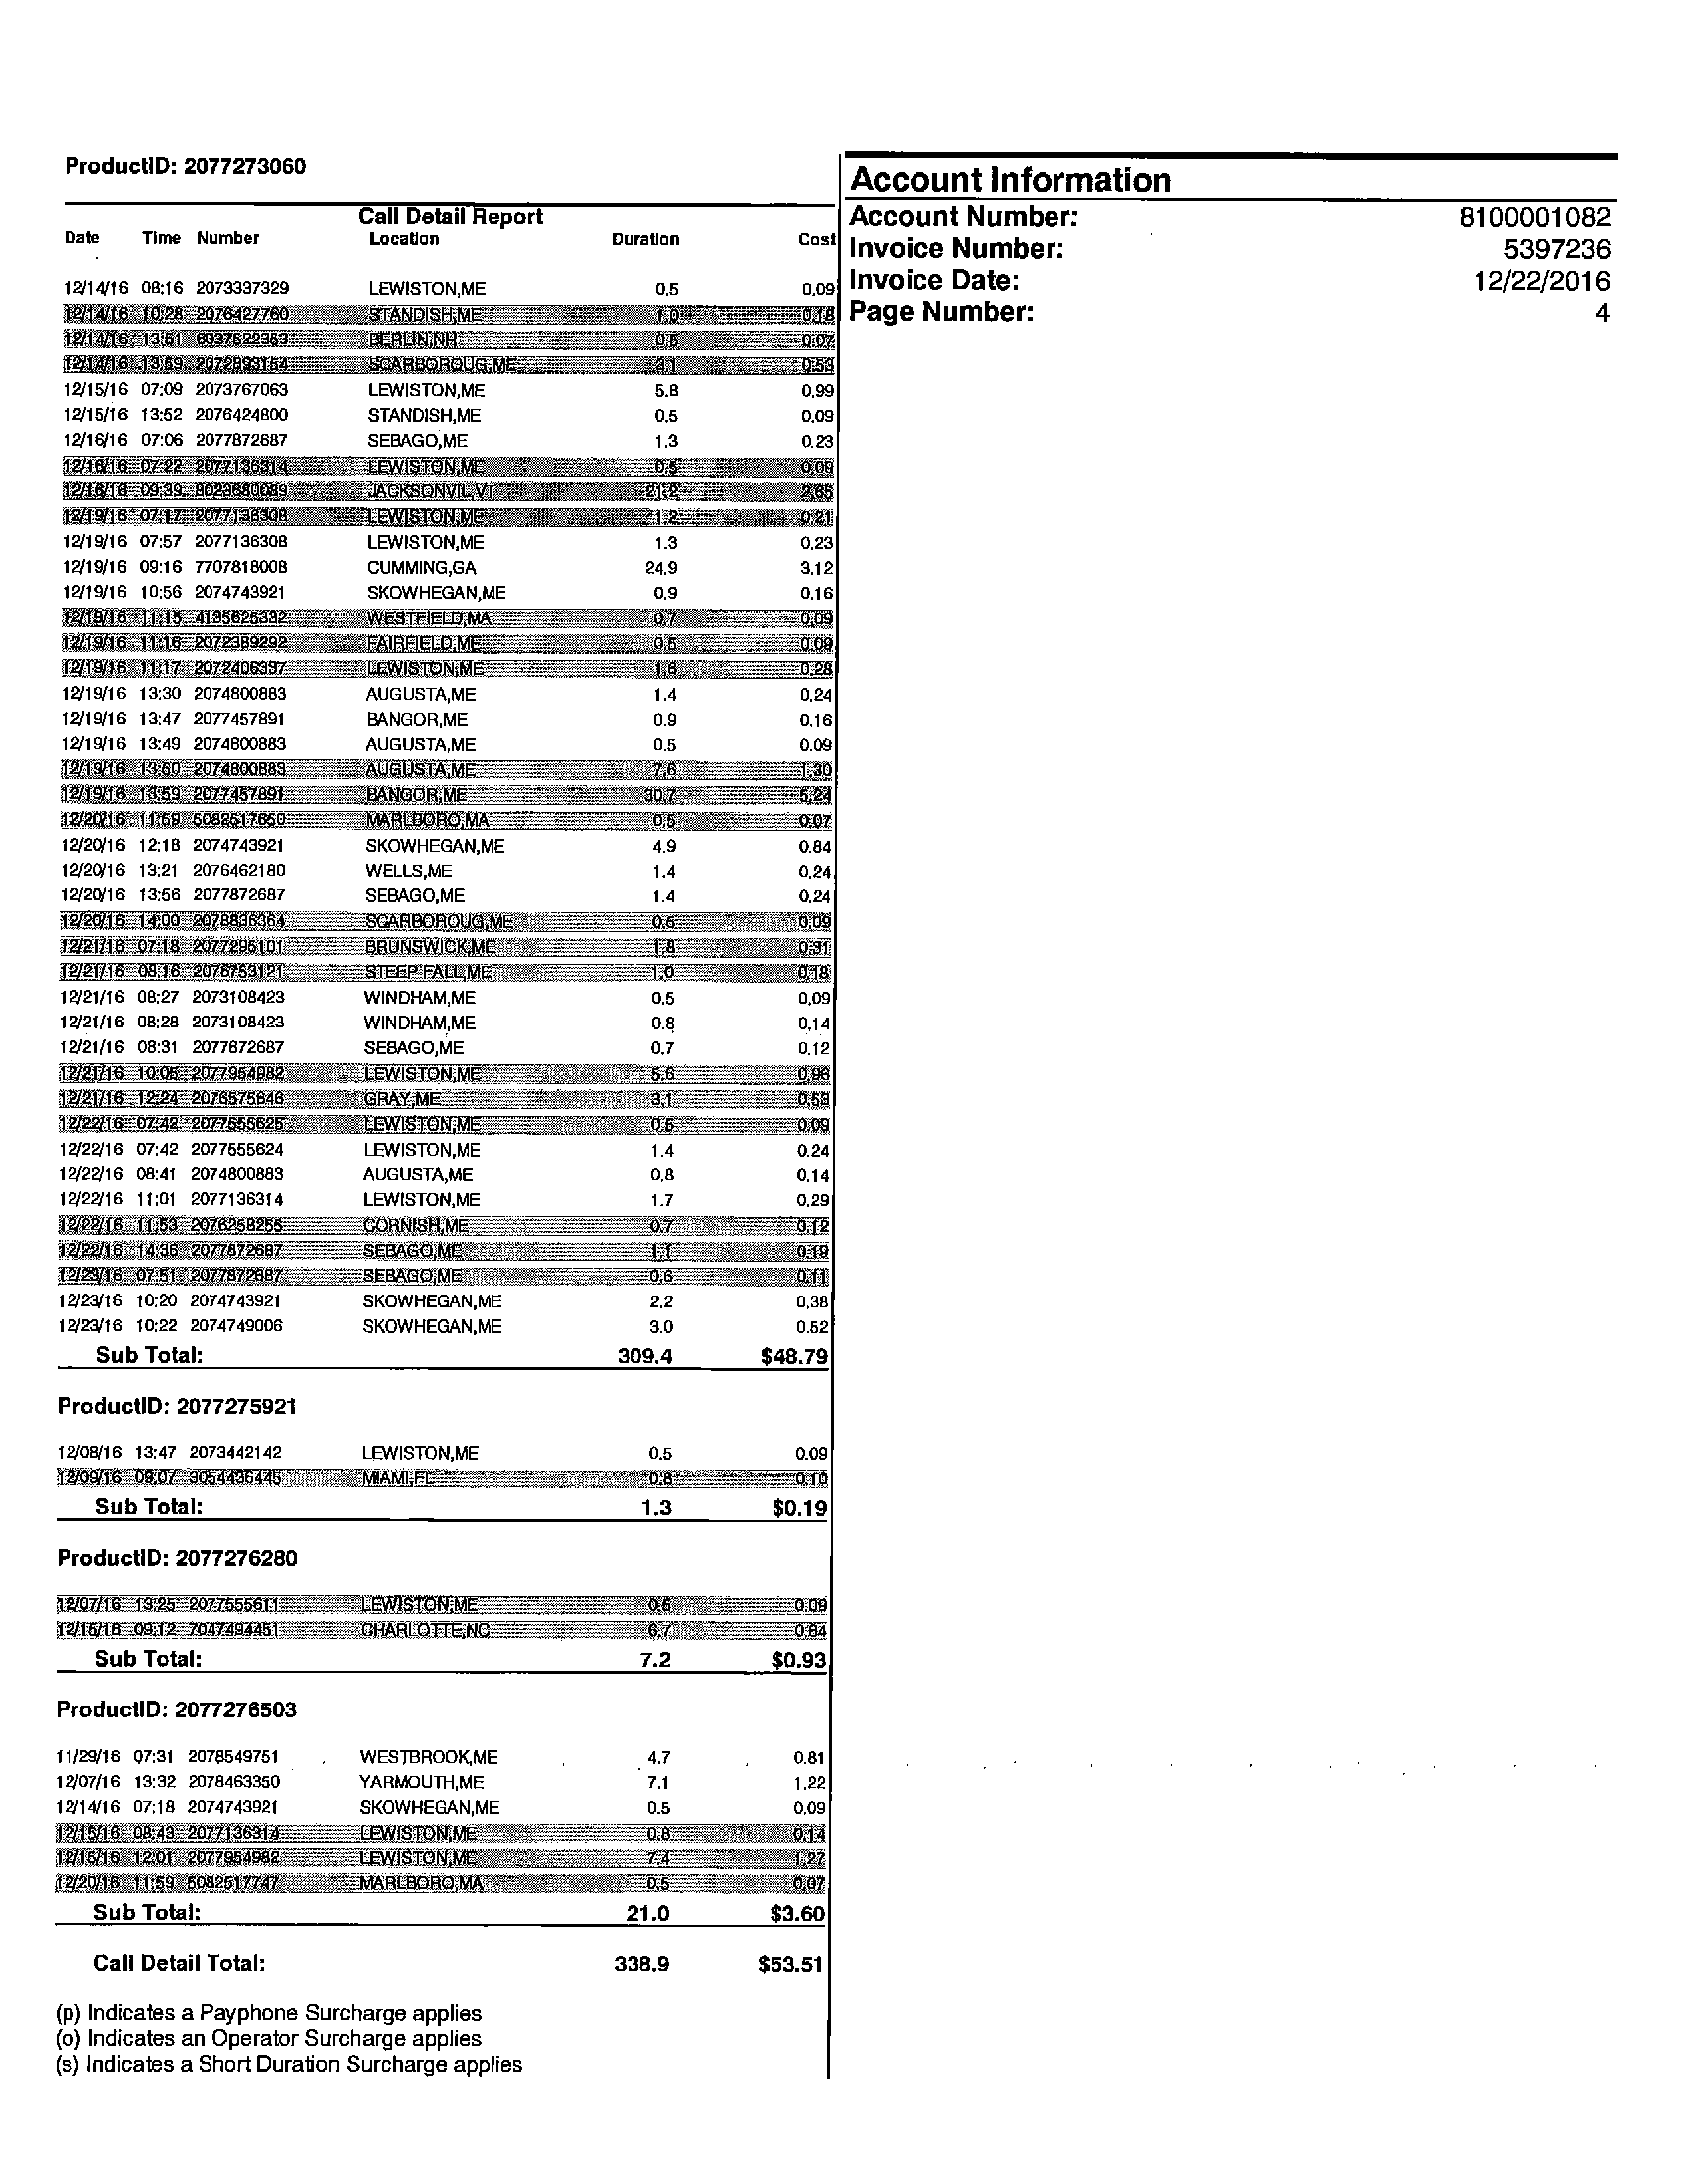 ProductID: 2077273060
Call Detail Report
Date Time Number Location Duration Cost
12/14/16 08:16 2073337329 LEWISTON,ME 0.5 0.09
12/14/16 10:28 2076427760 STANDISH,ME 1.0 0.18
12/14/16 13:51 6037522353 BERLIN,NH 0.5 0.07
12/14/16 13:59 SCARBOROUG,ME
12/15/16 07:09 2073767063 LEWISTON,ME 5.8 0.99
12/15/16 13:52 2076424800 STANDISH,ME 0.5 0.09
12/16/16 07:06 2077872687 SEBAGO,ME 1.3 0.23
12/16/16 07:22 2077136314 LEWISTON,ME 0.5 0.09
12/16/16 09:39 8023680089 JACKSONVIL,VT 21.2 2.65
12/19/16 07:17 2077136308 LEWISTON,ME 1.2 0.21
12/19/16 07:57 2077136308 LEWISTON,ME 1.3 0.23
12/19/16 09:16 7707818008 CUMMING,GA 24.9 3.12
12/19/16 10:56 2074743921 SKOWHEGAN,ME 0.9 0.16
12/19/16 11:15 4135625332 WESTFIELD,MA 0.7 0.09
12/19/16 11:16 2072389292 FAIRFIELD,ME 0.5 0.09
12/19/16 11:17 2072406397 LEWISTON,ME 1.6 0.28
12/19/16 13:30 2074800883 AUGUSTA,ME 1.4 0.24
12/19/16 13:47 2077457891 BANGOR,ME 0.9 0.16
12/19/16 13:49 2074800883 AUGUSTA,ME 0.5 0.09
12/19/16 13:50 2074800883 AUGUSTA,ME 7.6 1.30
12/19/16 13:59 2077457891 BANGOR,ME 30.7 5.24
12/20/16 11:59 5082517650 MARLBORO,MA 0.5 0.07
12/20/16 12:18 2074743921 SKOWHEGAN,ME 4.9 0.84
12/20/16 13:21 2076462180 WELLS,ME 1.4 0.24
12/20/16 13:56 2077872687 SEBAGO,ME 1.4 0.24
12/20/16 14:00 2078836364 SCARBOROUG,ME 0.5 0.09
12/21/16 07:18 2077295101 BRUNSWICK,ME 1.8 0.31
12/21/16 08:16 2076753121 STEEP FALL,ME 1.0 0.18
12/21/16 08:27 2073108423 WINDHAM,ME 0.5 0.09
12/21/16 08:28 2073108423 WINDHAM,ME 0.8 0.14
12/21/16 08:31 2077872687 SEBAGO,ME 0.7 0.12
12/21/16 10:06 2077954982 LEWISTON,ME 5.6 0.96
12/21/16 12:24 2076575846 GRAY,ME 3.1
12/22/16 07:42 2077555625 LEWISTON,ME 0.5 0.09
12/22/16 07:42 2077555624 LEWISTON,ME 1.4 0.24
12/22/16 08:41 2074800883 AUGUSTA,ME 0.8 0.14
12/22/16 11:01 2077136314 LEWISTON,ME 1.7 0.29
12/22/16 11:53 2076258255 CORNISH,ME 0.7 0.12
12/22/16 14:36 2077872687 SEBAGO,ME 1.1 0.19
12/23/16 07:51 2077872687 SEBAGO,ME 0.6 0.11
12/23/16 10:20 2074743921 SKOWHEGAN,ME 2.2 0.38
12/23/16 10:22 2074749006 SKOWHEGAN,ME 3.0 0.52
Sub Total: 309.4 $48.79
ProductID: 2077275921
12/08/16 13:47 2073442142 LEWISTON,ME 0.5 0.09
12/09/16 09:07 3054436445 MIAMI,FL 0.8 0.10
Sub Total: 1.3 $0.19
ProductID: 2077276280
12/07/16 13:25 2077555611 LEWISTON,ME 0.5 0.09
12/15/16 09:12 7047494451 CHARLOTTE,NC 6.7 0.84
Sub Total: 7.2 $0.93
ProductID: 2077276503
11/29/16 07:31 2078549751 WESTBROOK,ME 4.7 0.81
12/07/16 13:32 2078463350 YARMOUTH,ME 7.1 1.22
12/14/16 07:18 2074743921 SKOWHEGAN,ME 0.5 0.09
12/15/16 08:43 2077136314 LEWISTON,ME 0.8 0.14
12/15/16 12:01 2077954982 LEWISTON,ME 7.4 1.27
12/20/16 11:59 5082517747 MARLBORO,MA 0.5 0.07
Sub Total: 21.0 $3.60
Call Detail Total: 338.9 $53.51
(p) Indicates a Payphone Surcharge applies
(o) Indicates an Operator Surcharge applies
(s) Indicates a Short Duration Surcharge applies
Account Information
Account Number: 8100001082
Invoice Number: 5397236
Invoice Date: 12/22/2016
Page Number: 4